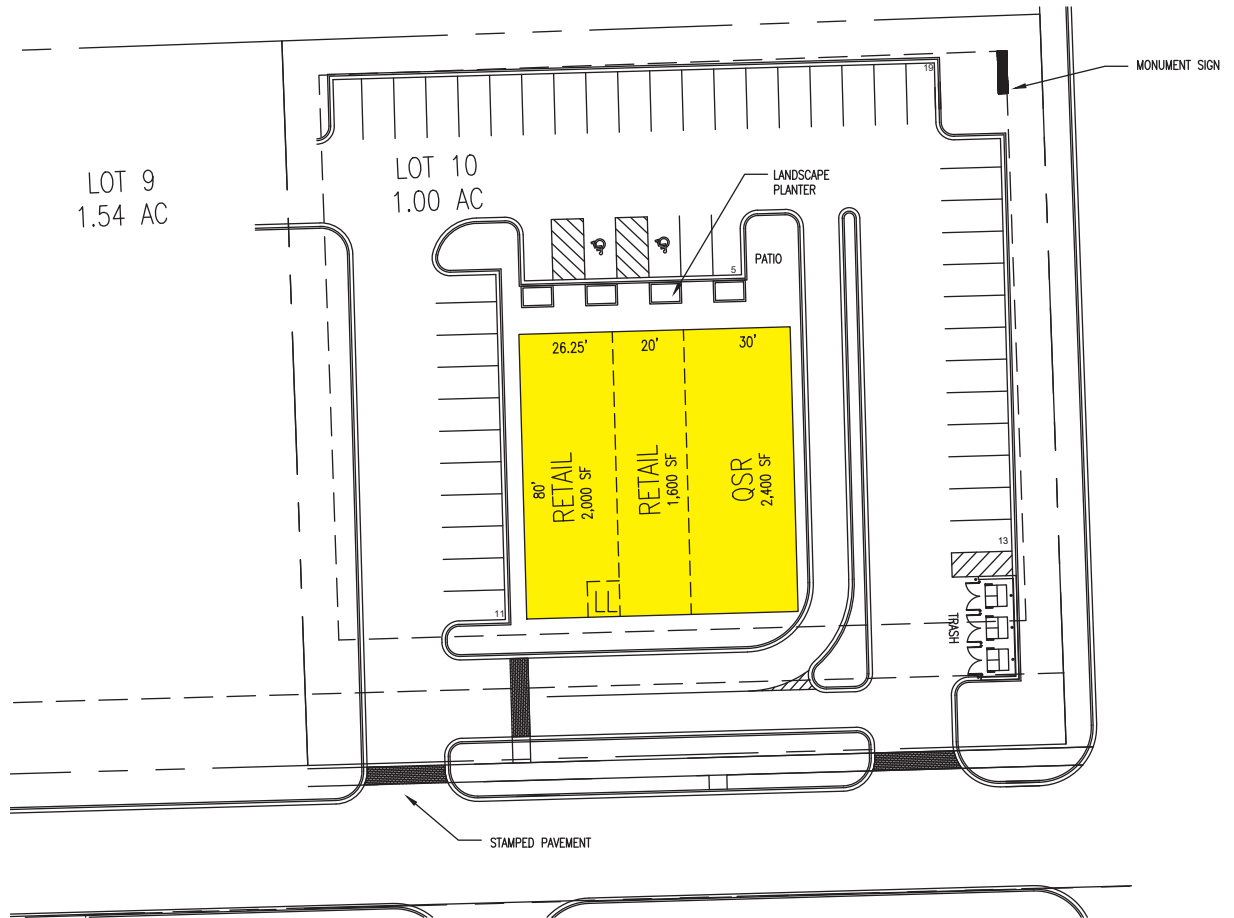 MONUMENT SIGN
19
LOT 9
1.54 AC
LOT 10
1.00 AC
LANDSCAPE
PLANTER
5
PATIO
26.25'
20'
30'
80'
RETAIL
2,000 SF
RETAIL
1,600 SF
QSR
2,400 SF
13
11
TRASH
STAMPED PAVEMENT